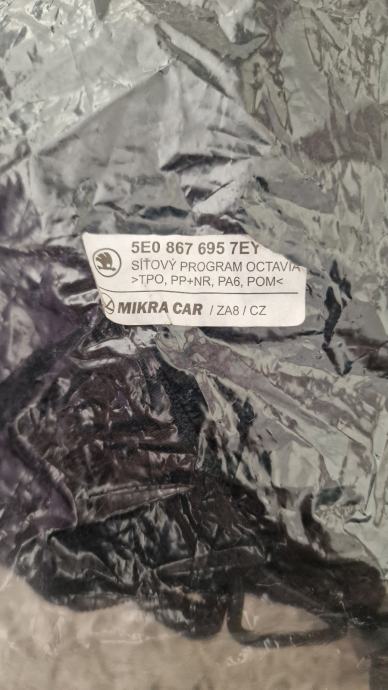 5E0 867 695 7EY
SÍŤOVÝ PROGRAM OCTAVIA
>TPO, PP+NR, PA6, POM<
MIKRA CAR / ZA8 / CZ